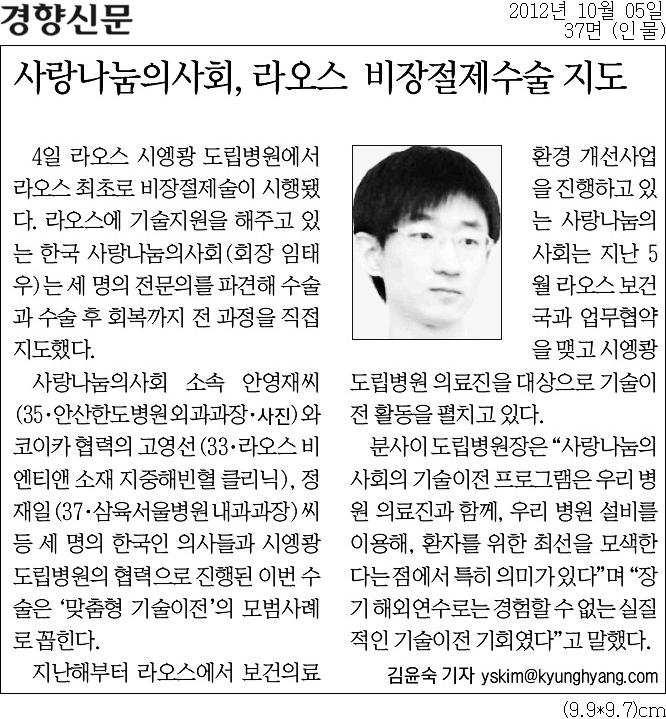 경향신문
2012년 10월 05일
37면 (인물)
사랑나눔의사회, 라오스 비장절제수술 지도
4일 라오스 시엥쾅 도립병원에서
라오스 최초로 비장절제술이 시행됐
다. 라오스에 기술지원을 해주고 있
는 한국 사랑나눔의사회(회장 임태
우)는 세 명의 전문의를 파견해 수술
과 수술 후 회복까지 전 과정을 직접
지도했다.
사랑나눔의사회 소속 안영재씨
(35·안산한도병원 외과과장·사진)와
코이카 협력의 고영선(33·라오스 비
엔티앤 소재 지중해빈혈 클리닉), 정
재일(37·삼육서울병원 내과과장)씨
등 세 명의 한국인 의사들과 시엥쾅
도립병원의 협력으로 진행된 이번 수
술은 ‘맞춤형 기술이전’의 모범사례
로 꼽힌다.
지난해부터 라오스에서 보건의료
환경 개선사업
을 진행하고 있
는 사랑나눔의
사회는 지난 5
월 라오스 보건
국과 업무협약
을 맺고 시엥쾅
도립병원 의료진을 대상으로 기술이
전 활동을 펼치고 있다.
분사이 도립병원장은 “사랑나눔의
사회의 기술이전 프로그램은 우리 병
원 의료진과 함께, 우리 병원 설비를
이용해, 환자를 위한 최선을 모색한
다는 점에서 특히 의미가 있다”며 “장
기 해외연수로는 경험할 수 없는 실질
적인 기술이전 기회였다”고 말했다.
김윤숙 기자 yskim@kyunghyang.com
(9.9*9.7)cm